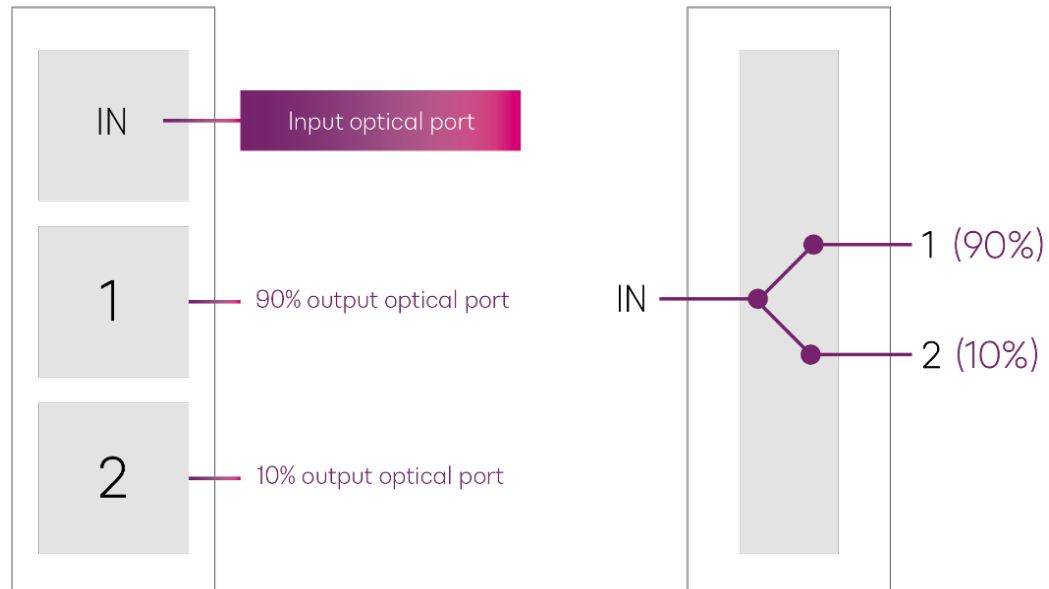 IN
Input optical port
1
90% output optical port
2
10% output optical port
IN
1 (90%)
2 (10%)